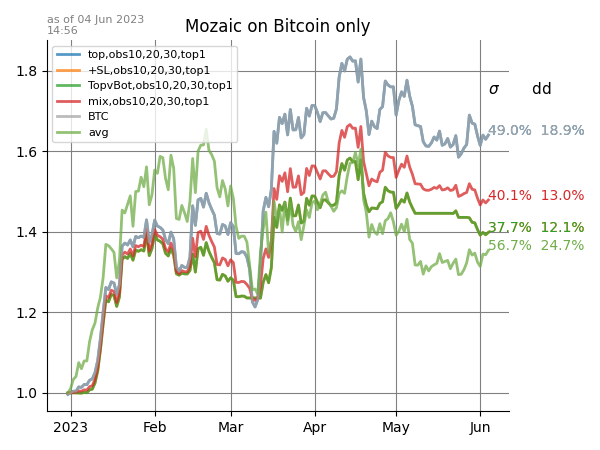 as of 04 Jun 2023
14:56
Mozaic on Bitcoin only
top,obs10,20,30,top1
+SL,obs10,20,30,top1
TopvBot,obs10,20,30,top1
mix,obs10,20,30,top1
BTC
avg
σ dd
49.0% 18.9%
40.1% 13.0%
37.7% 12.1%
56.7% 24.7%
1.8
1.6
1.4
1.2
1.0
2023 Feb Mar Apr May Jun